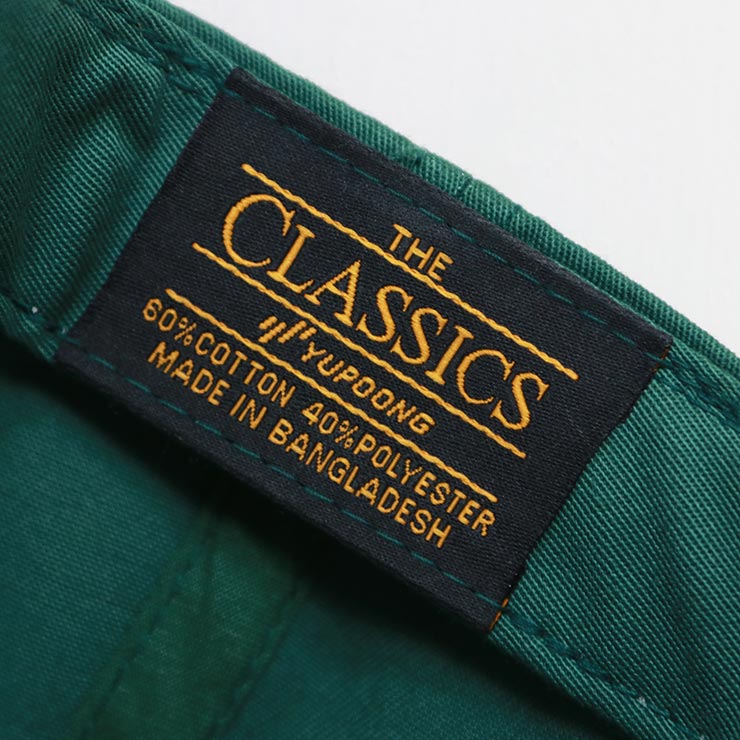 THE
CLASSICS
YUPOONG
60%COTTON 40%POLYESTER
MADE IN BANGLADESH